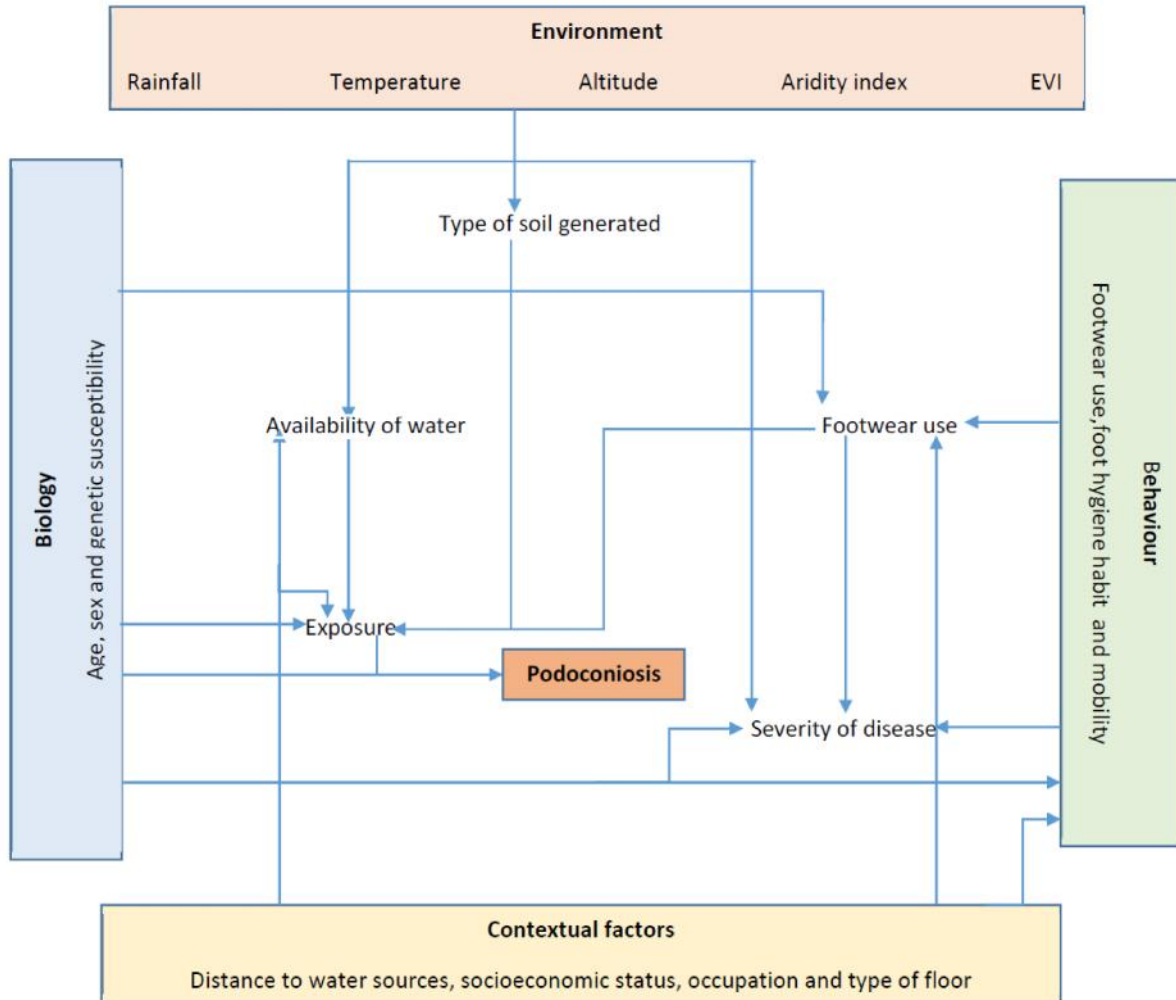 Environment
Rainfall Temperature Altitude Aridity index EVI
Type of soil generated
Biology
Age, sex and genetic susceptibility
Availability of water
Footwear use
Footwear use,foot hygiene habit and mobility
Behaviour
Exposure
Podoconiosis
Severity of disease
Contextual factors
Distance to water sources, socioeconomic status, occupation and type of floor